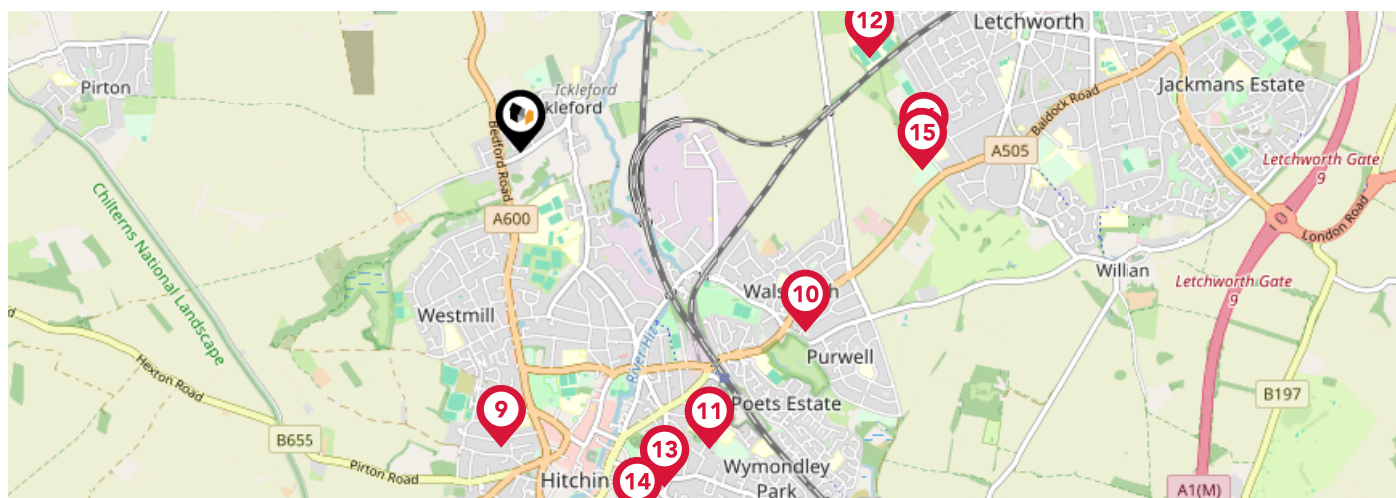 12
Letchworth
Pirton
Jackmans Estate
Ickleford
ckleford
Baldock Road
15
Bedford Road
A505
Letchworth Gate
9
Chilterns National Landscape
A600
London Road
Willian
Letchworth Gate
9
10
Westmill
River Hiz
Purwell
Hexton Road
B197
9
11
Poets Estate
B655
13
Pirton Road
Wymondley
Park
Hitchin
14
A1(M)